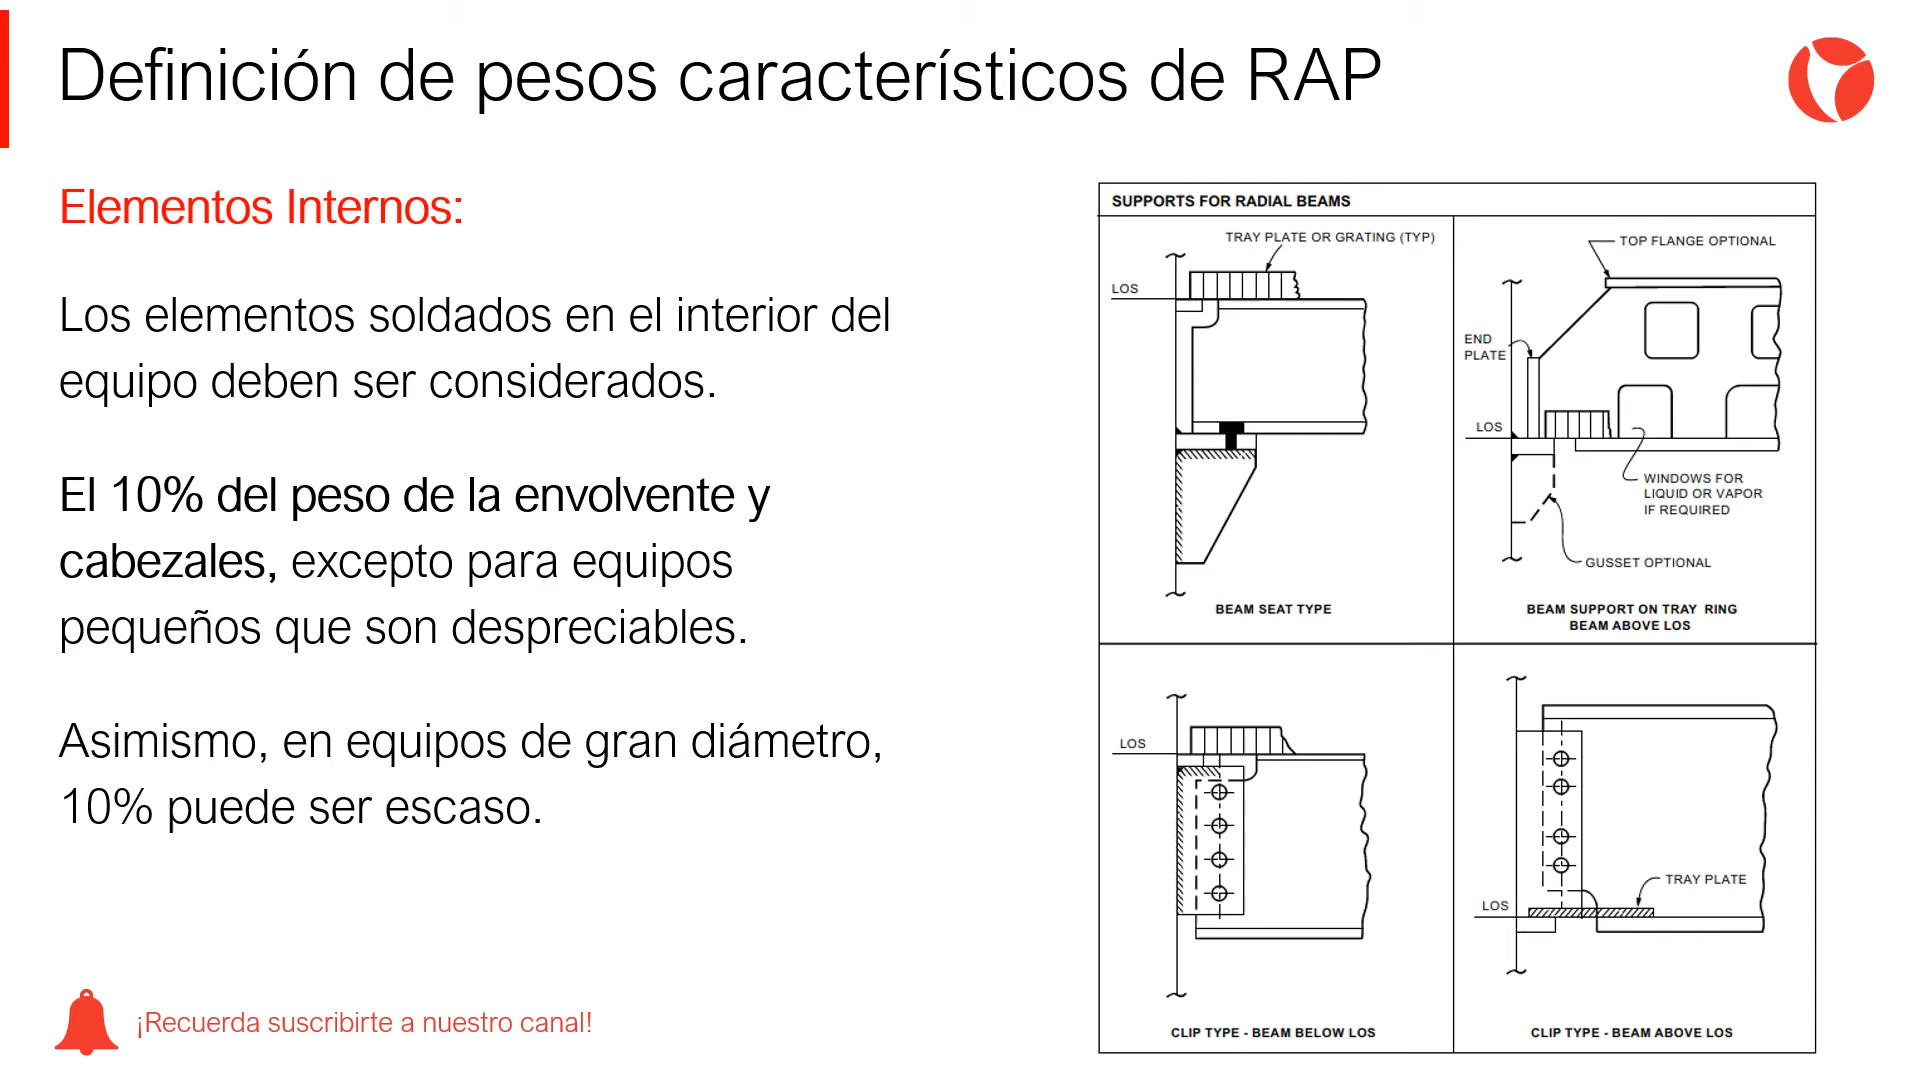 Definición de pesos característicos de RAP
Elementos Internos:
Los elementos soldados en el interior del
equipo deben ser considerados.
El 10% del peso de la envolvente y
cabezales, excepto para equipos
pequeños que son despreciables.
Asimismo, en equipos de gran diámetro,
10% puede ser escaso.
¡Recuerda suscribirte a nuestro canal!
SUPPORTS FOR RADIAL BEAMS
TRAY PLATE OR GRATING (TYP)
LOS
BEAM SEAT TYPE
TOP FLANGE OPTIONAL
END
PLATE
LOS
WINDOWS FOR
LIQUID OR VAPOR
IF REQUIRED
GUSSET OPTIONAL
BEAM SUPPORT ON TRAY RING
BEAM ABOVE LOS
LOS
CLIP TYPE - BEAM BELOW LOS
TRAY PLATE
LOS
CLIP TYPE - BEAM ABOVE LOS